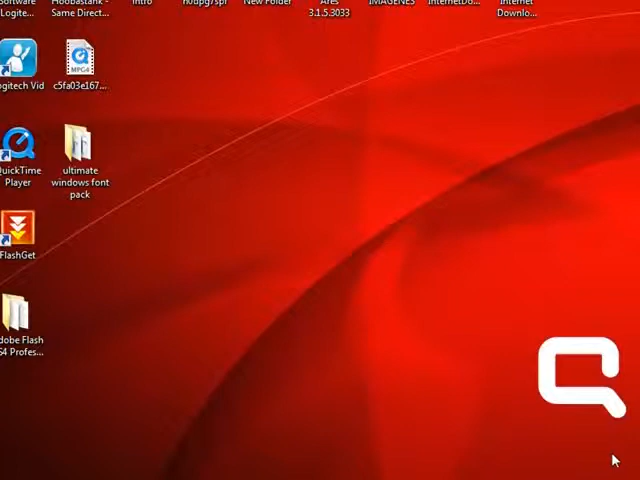 Software
Logite...
Hoobastank -
Same Direct...
intro
New Folder
Ares
3.1.5.3033
IMAGENES
InternetDo...
Internet
Downlo...
ogitech Vid
MPG4
c5fa03e167...
QuickTime
Player
ultimate
windows font
pack
FlashGet
dobe Flash
S4 Profes...